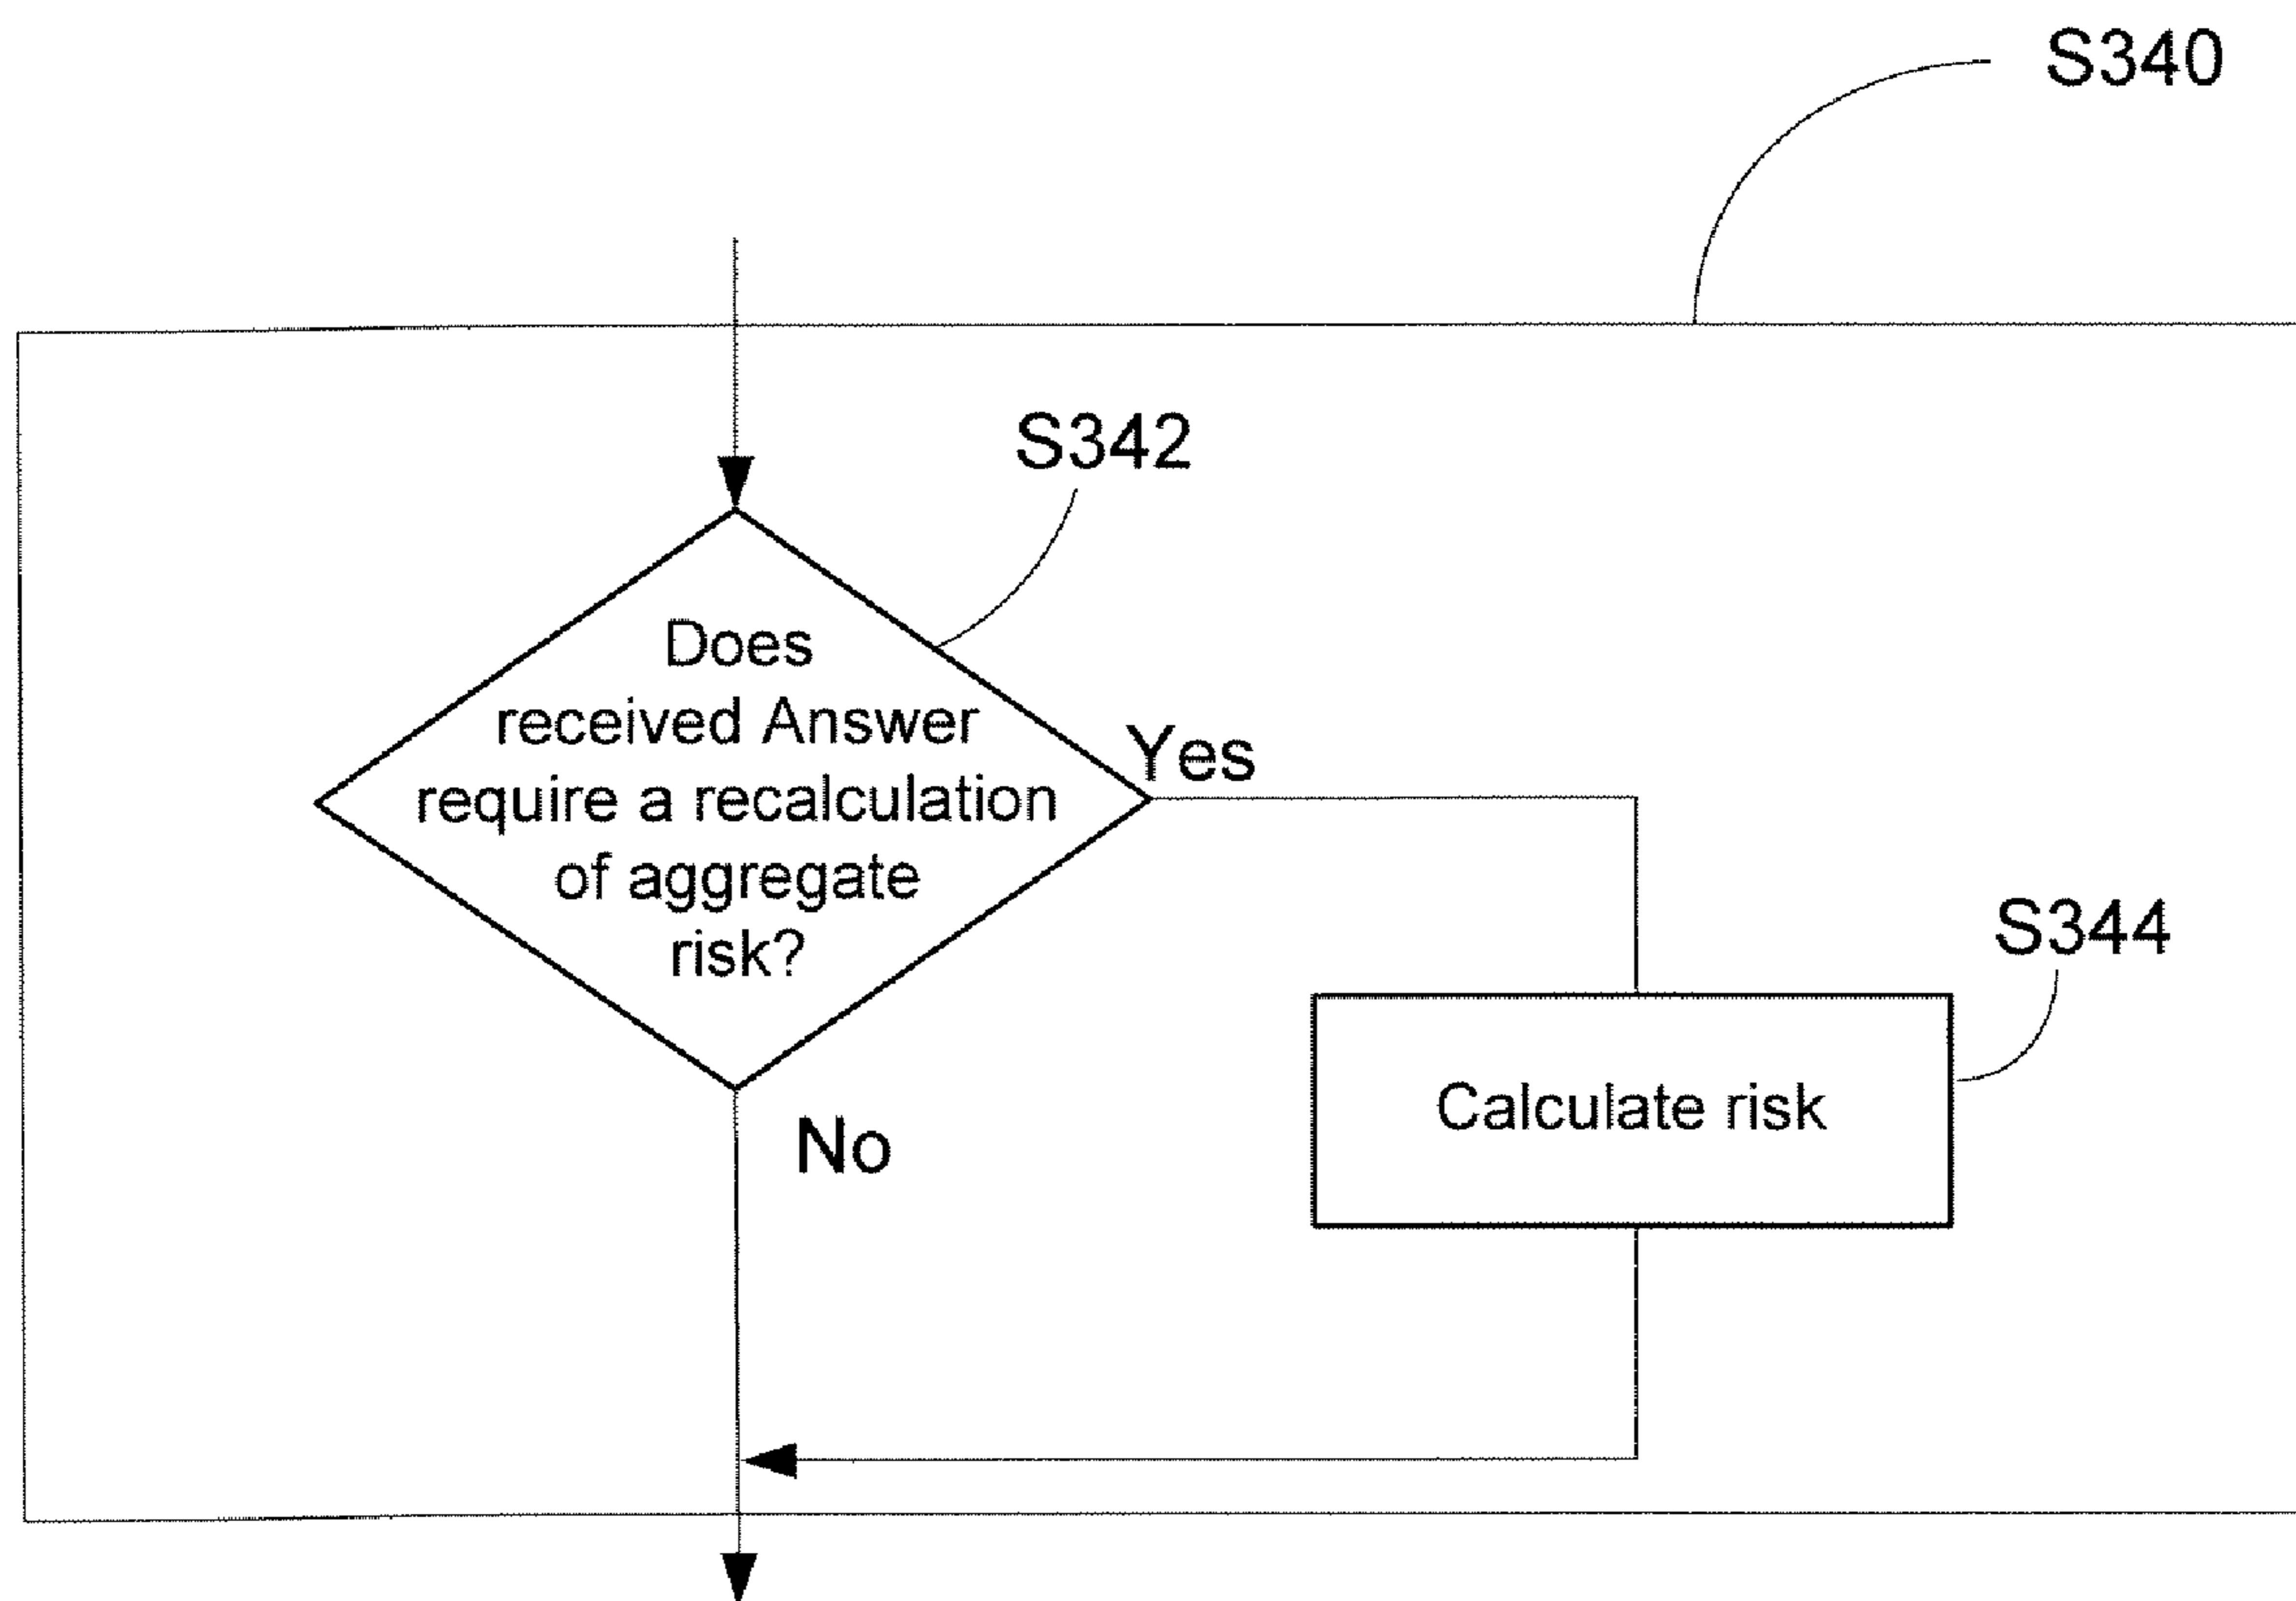 S340
S342
Does
received Answer
require a recalculation
of aggregate
risk?
Yes
No
S344
Calculate risk